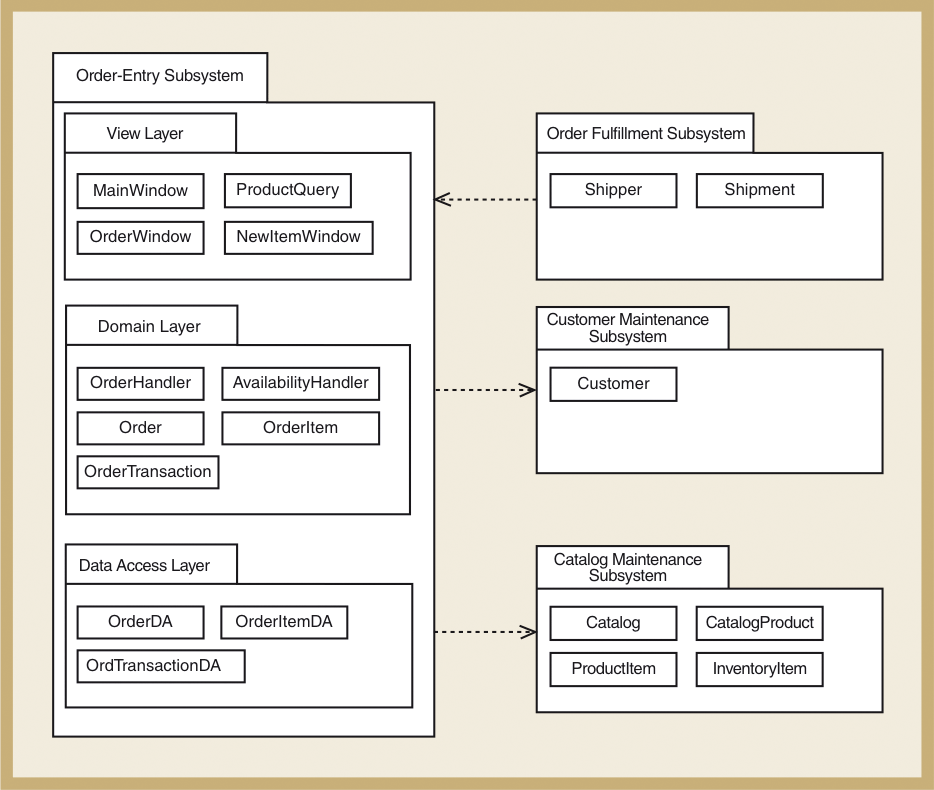 Order-Entry Subsystem
View Layer
MainWindow
ProductQuery
OrderWindow
NewItemWindow
Domain Layer
OrderHandler
AvailabilityHandler
Order
OrderItem
OrderTransaction
Data Access Layer
OrderDA
OrderItemDA
OrdTransactionDA
Order Fulfillment Subsystem
Shipper
Shipment
Customer Maintenance
Subsystem
Customer
Catalog Maintenance
Subsystem
Catalog
CatalogProduct
ProductItem
InventoryItem